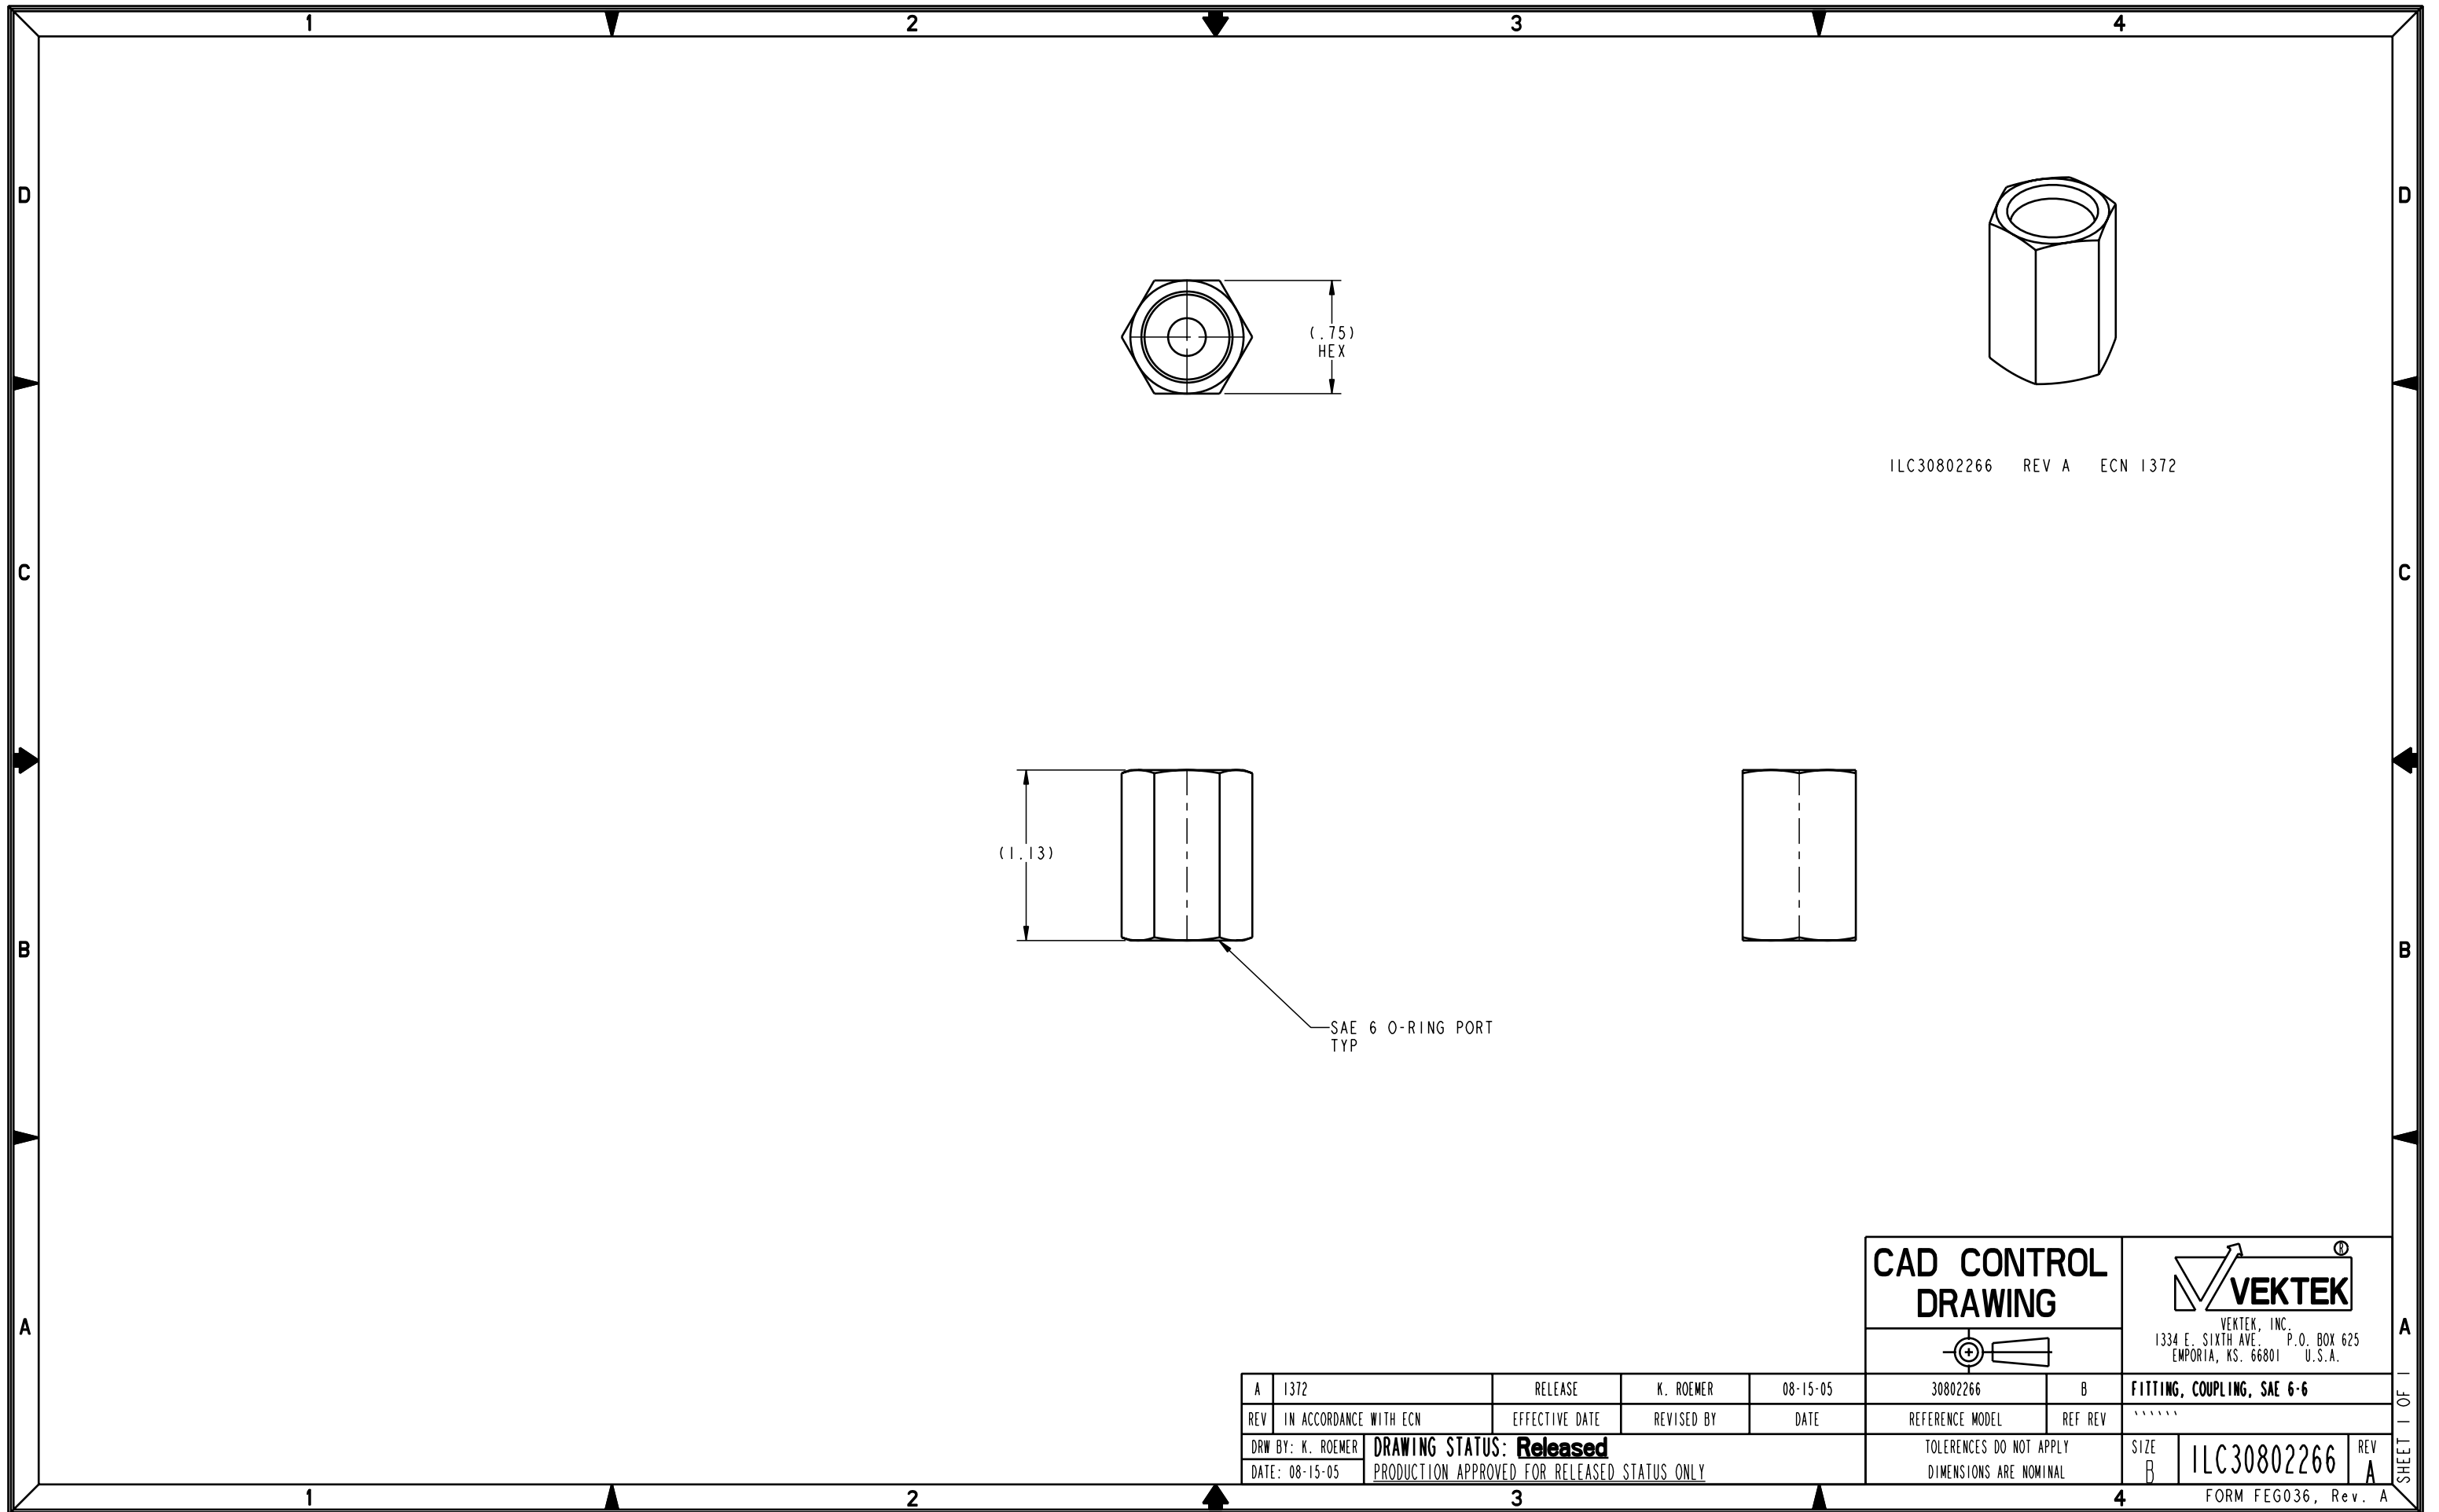 1 2 3 4
D D
(.75)
HEX
ILC30802266 REV A ECN 1372
C C
(1.13)
B B
SAE 6 O-RING PORT
TYP
CAD CONTROL
DRAWING
®
VEKTEK
VEKTEK, INC.
1334 E. SIXTH AVE. P.O. BOX 625
EMPORIA, KS. 66801 U.S.A.
A A
A 1372 RELEASE K. ROEMER 08-15-05 30802266 B FITTING, COUPLING, SAE 6-6
REV IN ACCORDANCE WITH ECN EFFECTIVE DATE REVISED BY DATE REFERENCE MODEL REF REV ` ` ` ` ` `
DRW BY: K. ROEMER DRAWING STATUS: Released
DATE: 08-15-05 PRODUCTION APPROVED FOR RELEASED STATUS ONLY
TOLERENCES DO NOT APPLY
DIMENSIONS ARE NOMINAL
SIZE
B
ILC30802266
REV
A
SHEET 1 OF 1
FORM FEG036, Rev. A
1 2 3 4